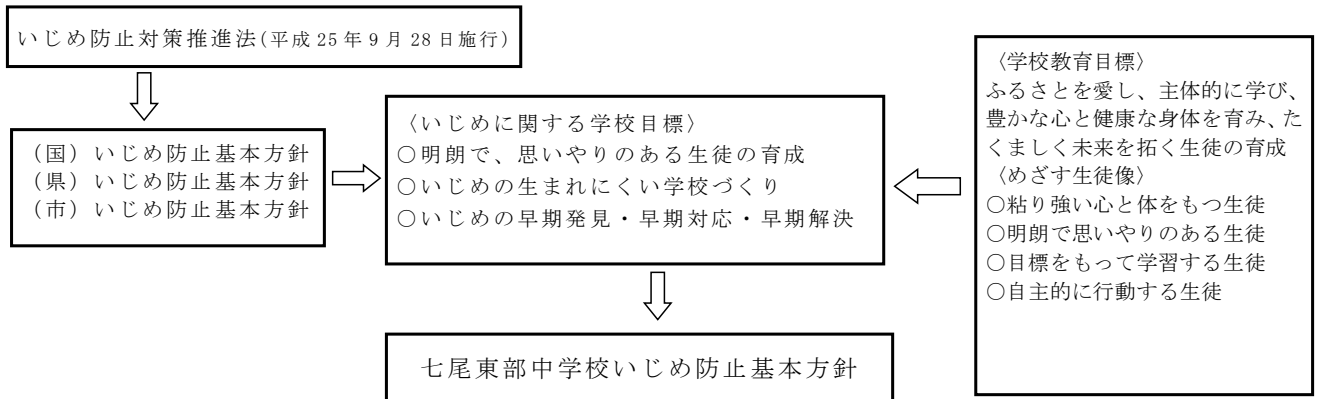 いじめ防止対策推進法(平成25年9月28日施行)
(国)いじめ防止基本方針
(県)いじめ防止基本方針
(市)いじめ防止基本方針
〈いじめに関する学校目標〉
○明朗で、思いやりのある生徒の育成
○いじめの生まれにくい学校づくり
○いじめの早期発見・早期対応・早期解決
〈学校教育目標〉
ふるさとを愛し、主体的に学び、
豊かな心と健康な身体を育み、た
くましく未来を拓く生徒の育成
〈めざす生徒像〉
○粘り強い心と体をもつ生徒
○明朗で思いやりのある生徒
○目標をもって学習する生徒
○自主的に行動する生徒
七尾東部中学校いじめ防止基本方針